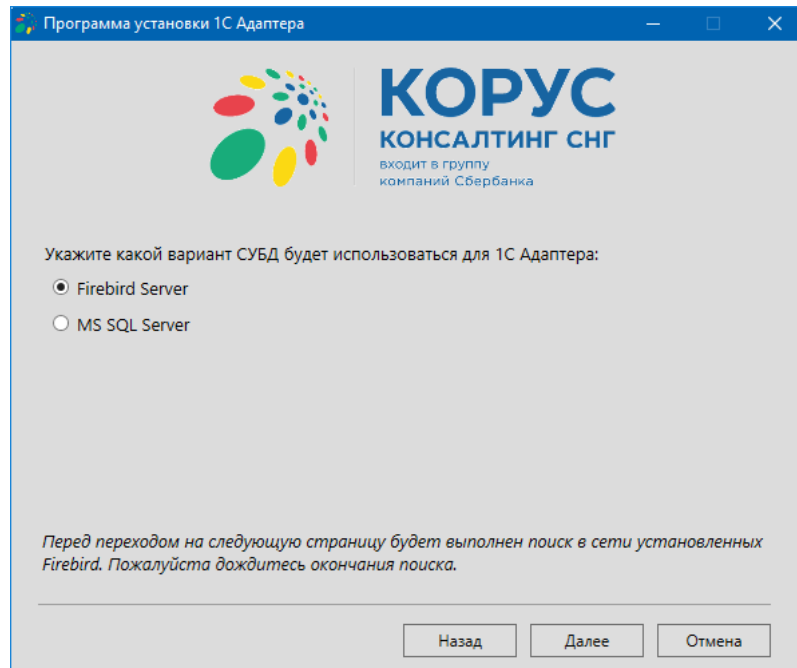 Программа установки 1С Адаптера
КОРУС
КОНСАЛТИНГ СНГ
входит в группу
компаний Сбербанка
Укажите какой вариант СУБД будет использоваться для 1С Адаптера:
Firebird Server
MS SQL Server
Перед переходом на следующую страницу будет выполнен поиск в сети установленных
Firebird. Пожалуйста дождитесь окончания поиска.
Назад
Далее
Отмена